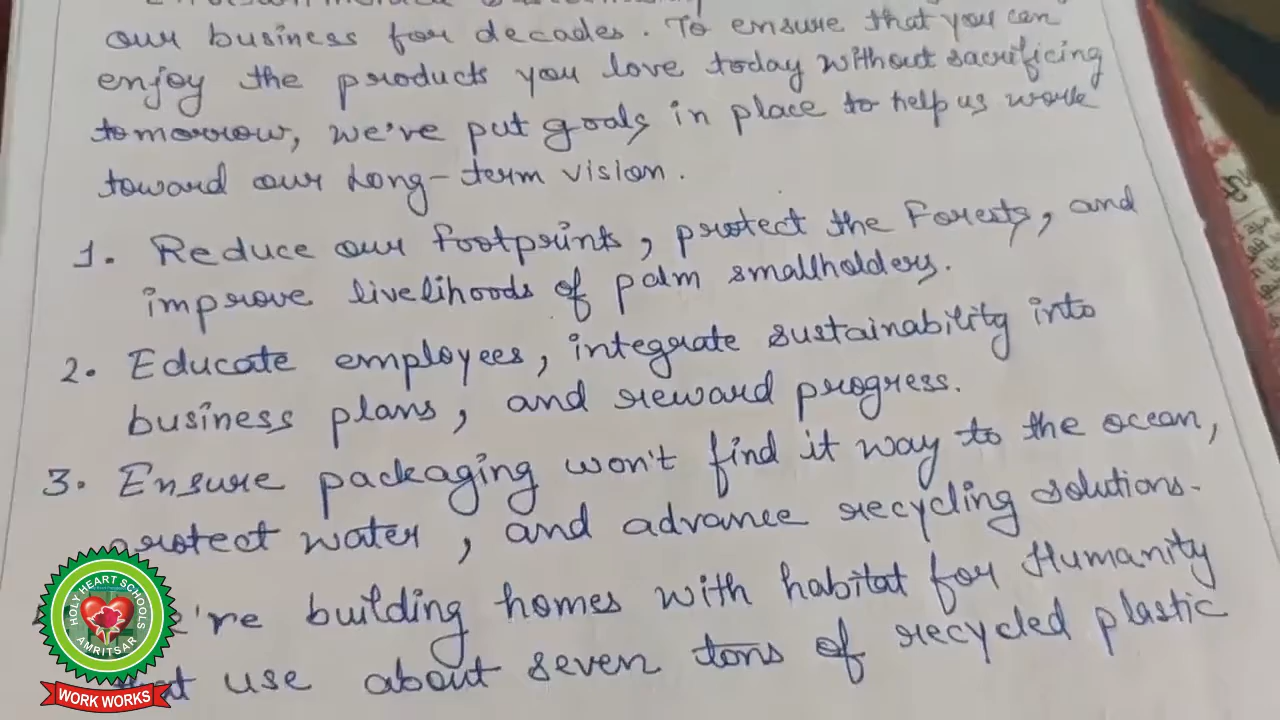 our business for decades. To ensure that you can
enjoy the products you love today without sacrificing
tomorrow, we've put goals in place to help us work
toward our Long-term vision.
1. Reduce our footprints, protect the Forests, and
improve livelihoods of palm smallholders.
2. Educate employees, integrate sustainability into
business plans, and reward progress.
3. Ensure packaging won't find it way to the ocean,
protect water, and advance recycling solutions.
're building homes with habitat for Humanity
use about seven tons of recycled plastic
HOLY HEART SCHOOLS
AMRITSAR
WORK WORKS